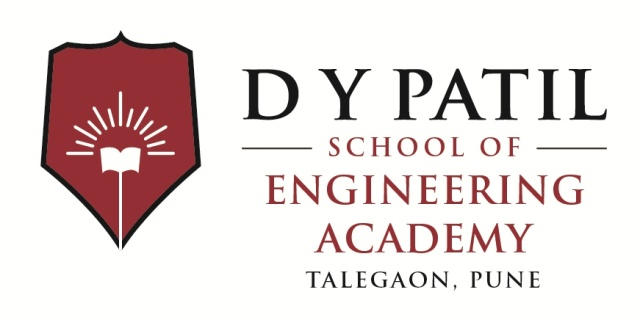 D Y PATIL
SCHOOL OF
ENGINEERING
ACADEMY
TALEGAON, PUNE